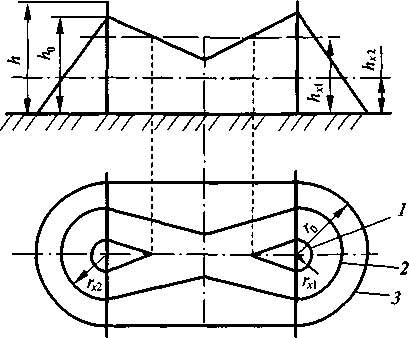 h
h₀
hₓ₁
hₓ₂
r₀
1
2
3
rₓ₂
rₓ₁